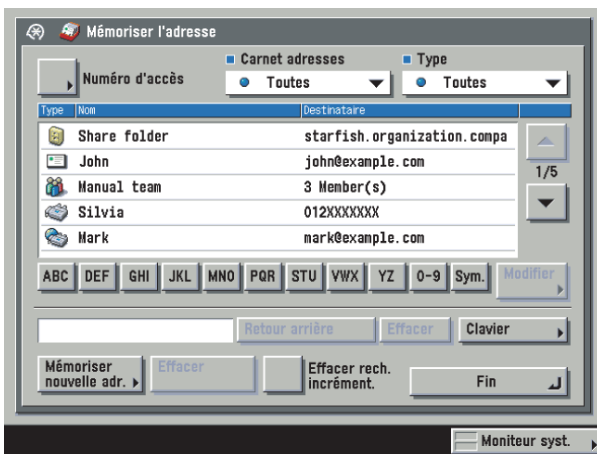 Mémoriser l'adresse
Carnet adresses Type
Numéro d'accès Toutes Toutes
Type Nom Destinataire
Share folder starfish.organization.compa
John john@example.com
1/5
Manual team 3 Member(s)
Silvia 012XXXXXXX
Mark mark@example.com
ABC DEF GHI JKL MNO PQR STU VWX YZ 0-9 Sym. Modifier
Retour arrière Effacer Clavier
Mémoriser nouvelle adr. Effacer Effacer rech. incrément. Fin
Moniteur syst.